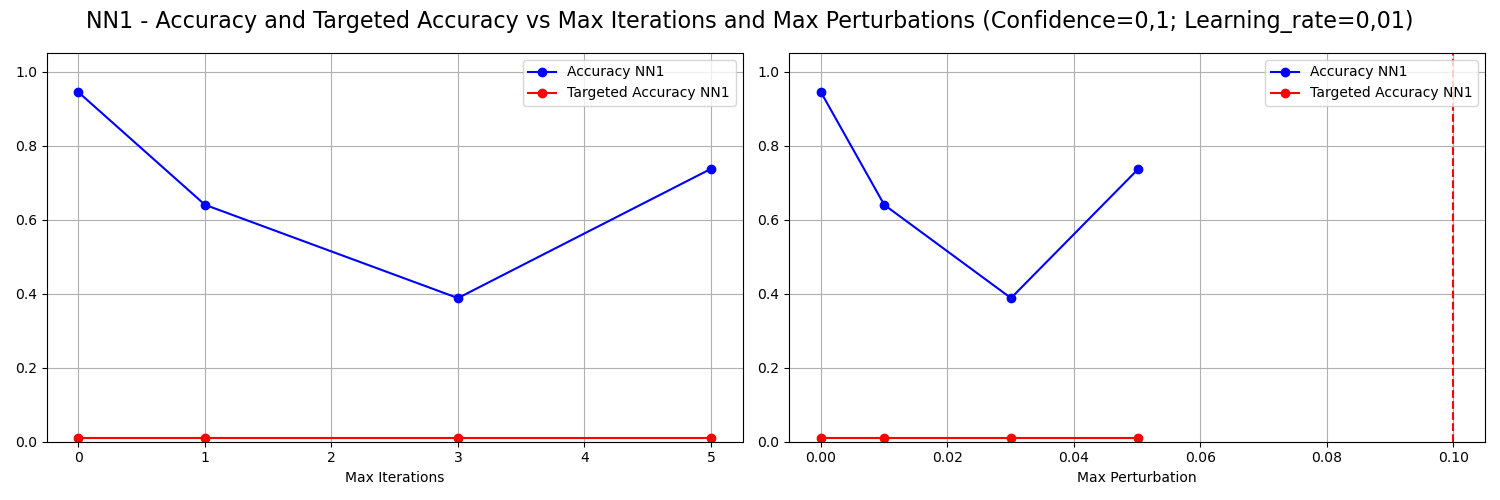 NN1 - Accuracy and Targeted Accuracy vs Max Iterations and Max Perturbations (Confidence=0,1; Learning_rate=0,01)
1.0
0.8
0.6
0.4
0.2
0.0
0 1 2 3 4 5
Max Iterations
Accuracy NN1
Targeted Accuracy NN1
1.0
0.8
0.6
0.4
0.2
0.0
0.00 0.02 0.04 0.06 0.08 0.10
Max Perturbation
Accuracy NN1
Targeted Accuracy NN1